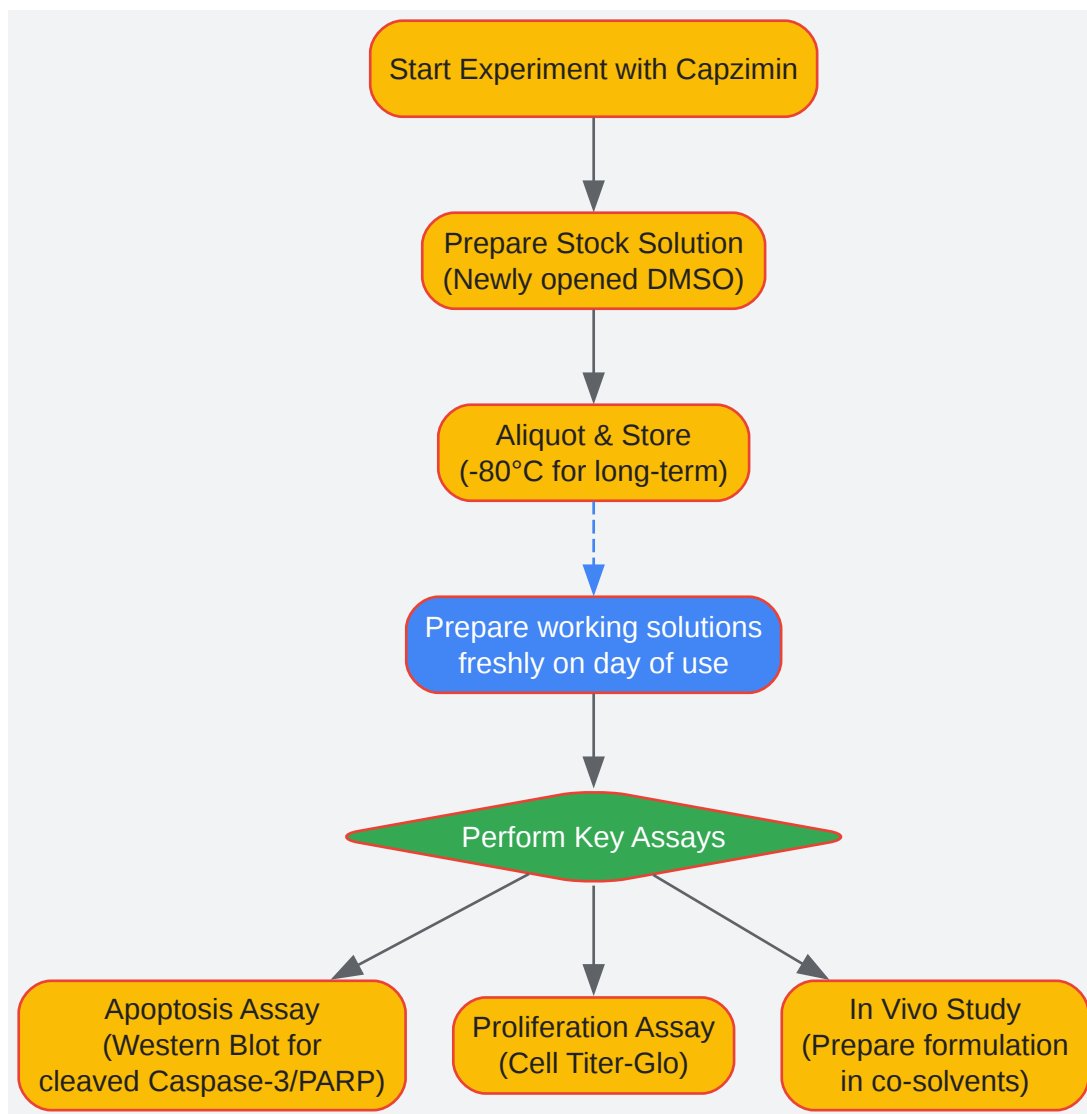 Start Experiment with Capzimin
Prepare Stock Solution
(Newly opened DMSO)
Aliquot & Store
(-80°C for long-term)
Prepare working solutions
freshly on day of use
Perform Key Assays
Apoptosis Assay
(Western Blot for
cleaved Caspase-3/PARP)
Proliferation Assay
(Cell Titer-Glo)
In Vivo Study
(Prepare formulation
in co-solvents)